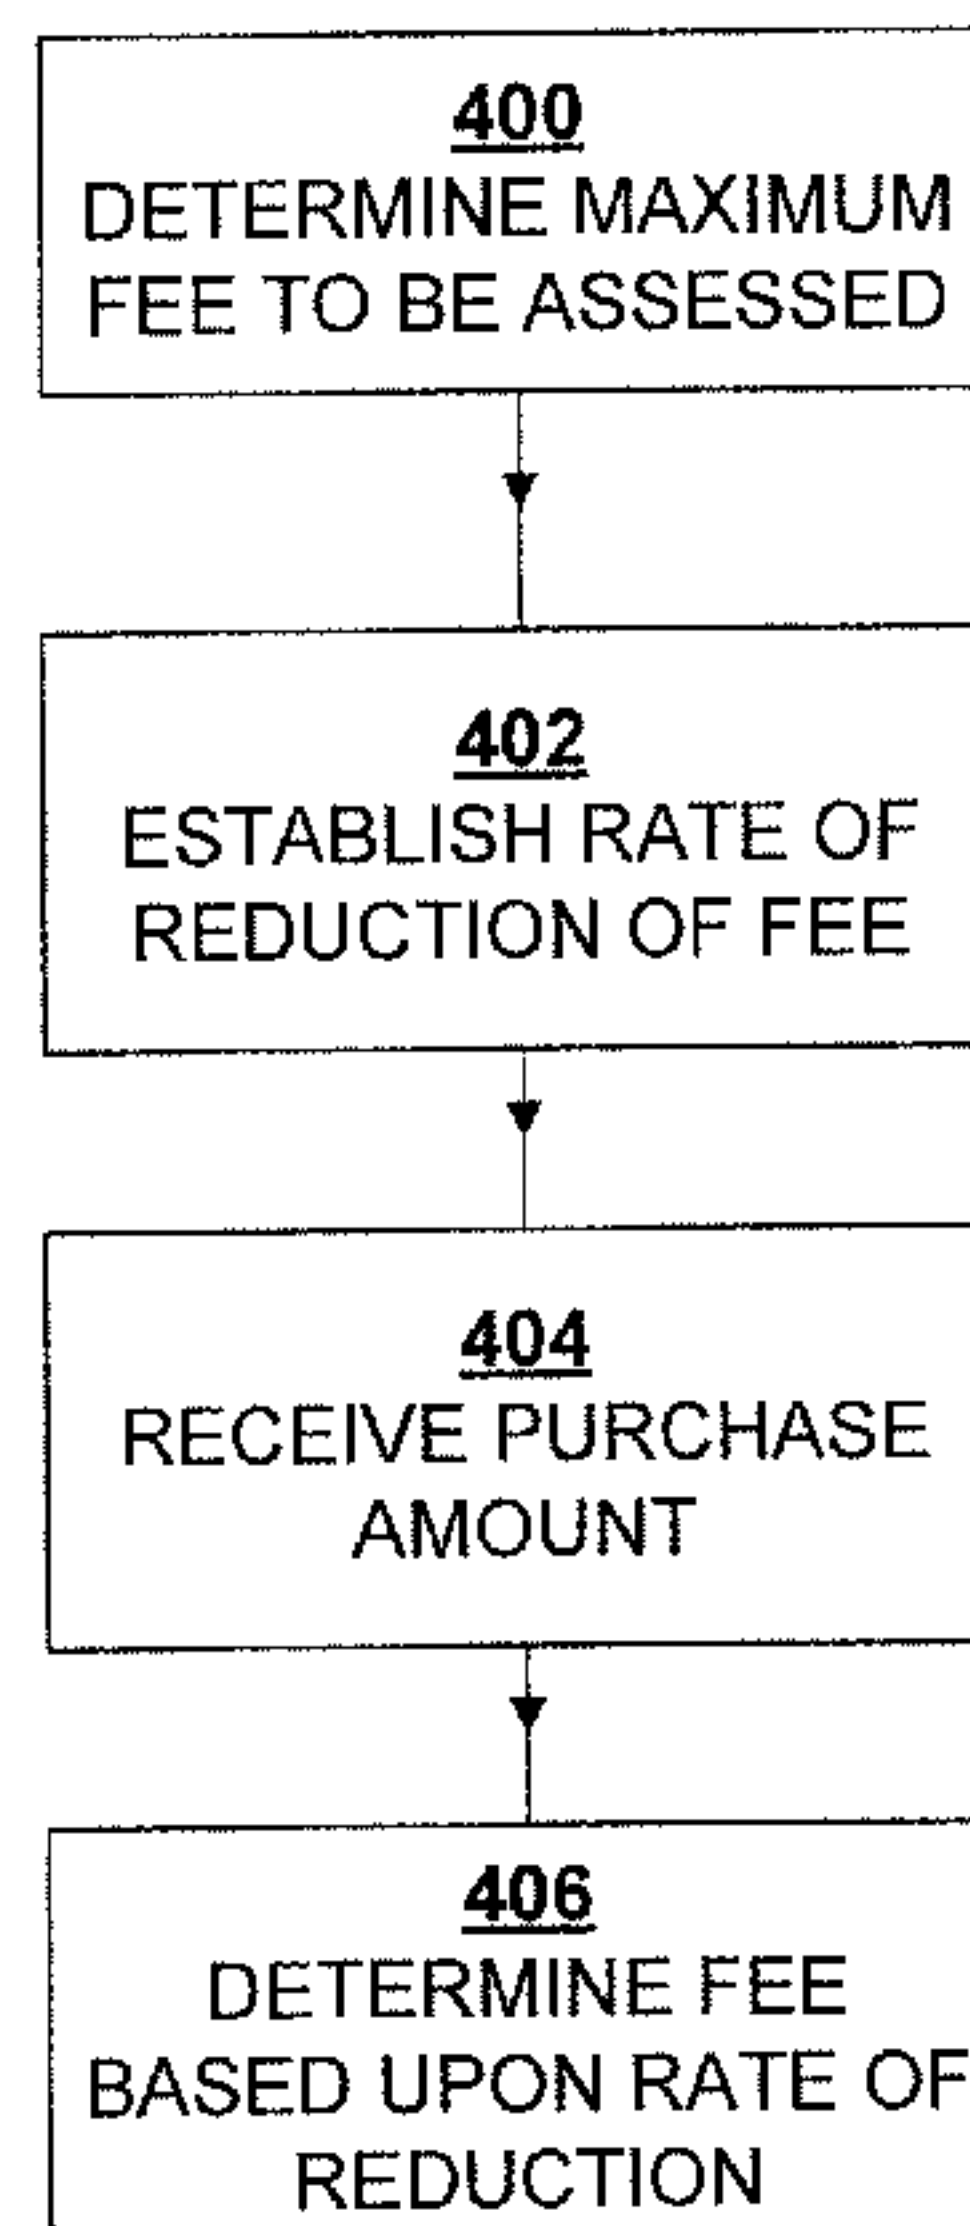 400
DETERMINE MAXIMUM
FEE TO BE ASSESSED
402
ESTABLISH RATE OF
REDUCTION OF FEE
404
RECEIVE PURCHASE
AMOUNT
406
DETERMINE FEE
BASED UPON RATE OF
REDUCTION